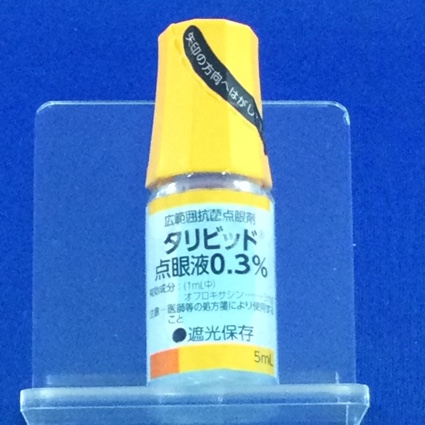 矢印の方向へはがし
広範囲抗菌点眼剤
タリビッド®
点眼液0.3%
有効成分：(1mL中)
オフロキサシン
注意－医師等の処方箋により使用する
こと
●遮光保存
5mL